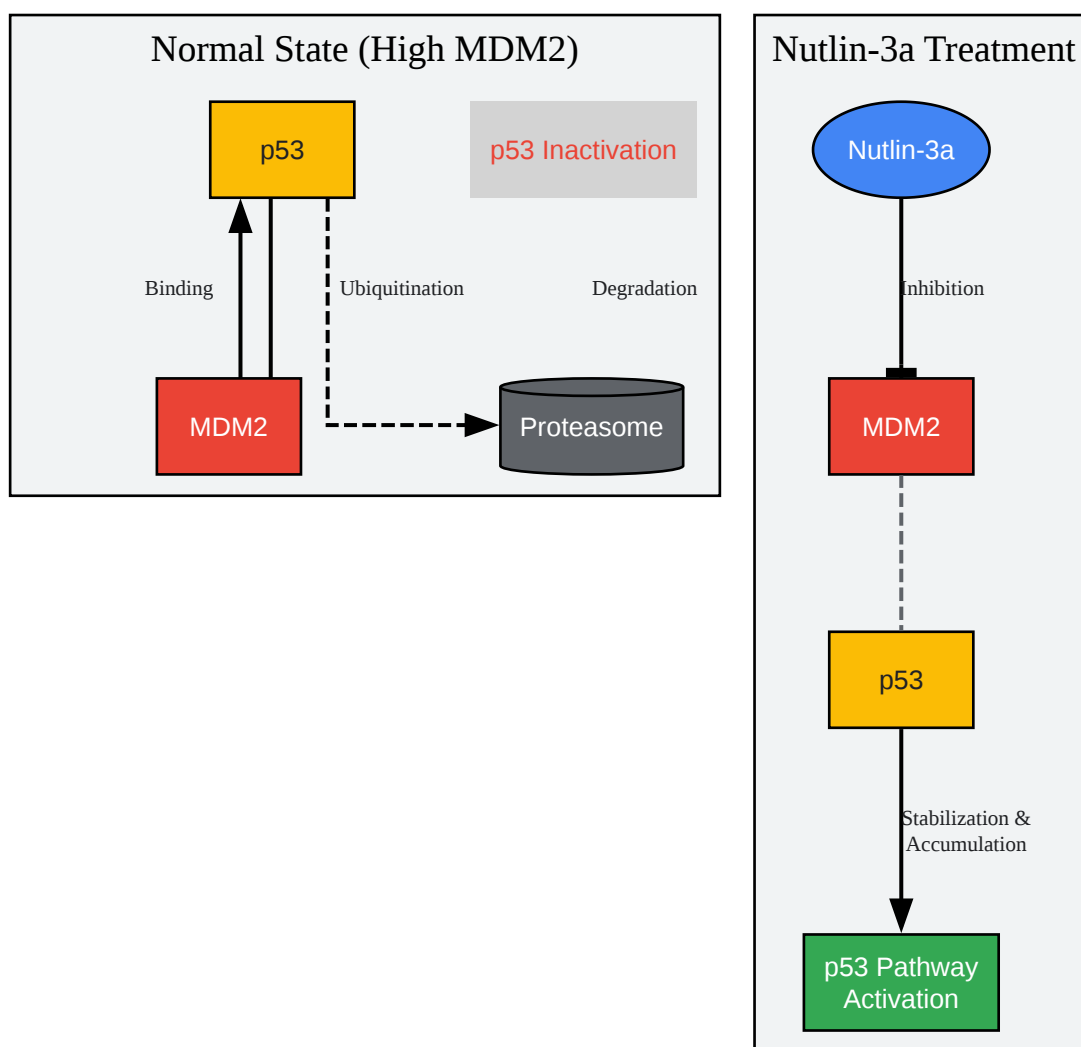 Normal State (High MDM2)
p53
p53 Inactivation
Binding
Ubiquitination
Degradation
MDM2
Proteasome
Nutlin-3a Treatment
Nutlin-3a
Inhibition
MDM2
p53
Stabilization &
Accumulation
p53 Pathway
Activation